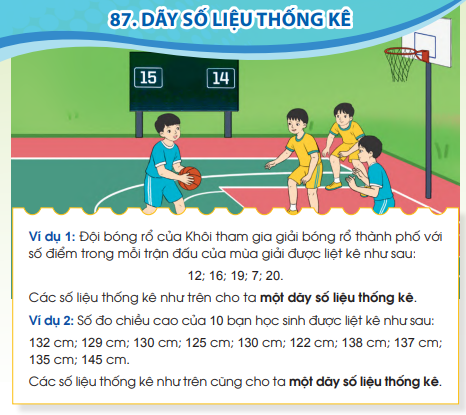 87. DÃY SỐ LIỆU THỐNG KÊ
15 14
Ví dụ 1: Đội bóng rổ của Khôi tham gia giải bóng rổ thành phố với
số điểm trong mỗi trận đấu của mùa giải được liệt kê như sau:
12; 16; 19; 7; 20.
Các số liệu thống kê như trên cho ta một dãy số liệu thống kê.
Ví dụ 2: Số đo chiều cao của 10 bạn học sinh được liệt kê như sau:
132 cm; 129 cm; 130 cm; 125 cm; 130 cm; 122 cm; 138 cm; 137 cm;
135 cm; 145 cm.
Các số liệu thống kê như trên cũng cho ta một dãy số liệu thống kê.